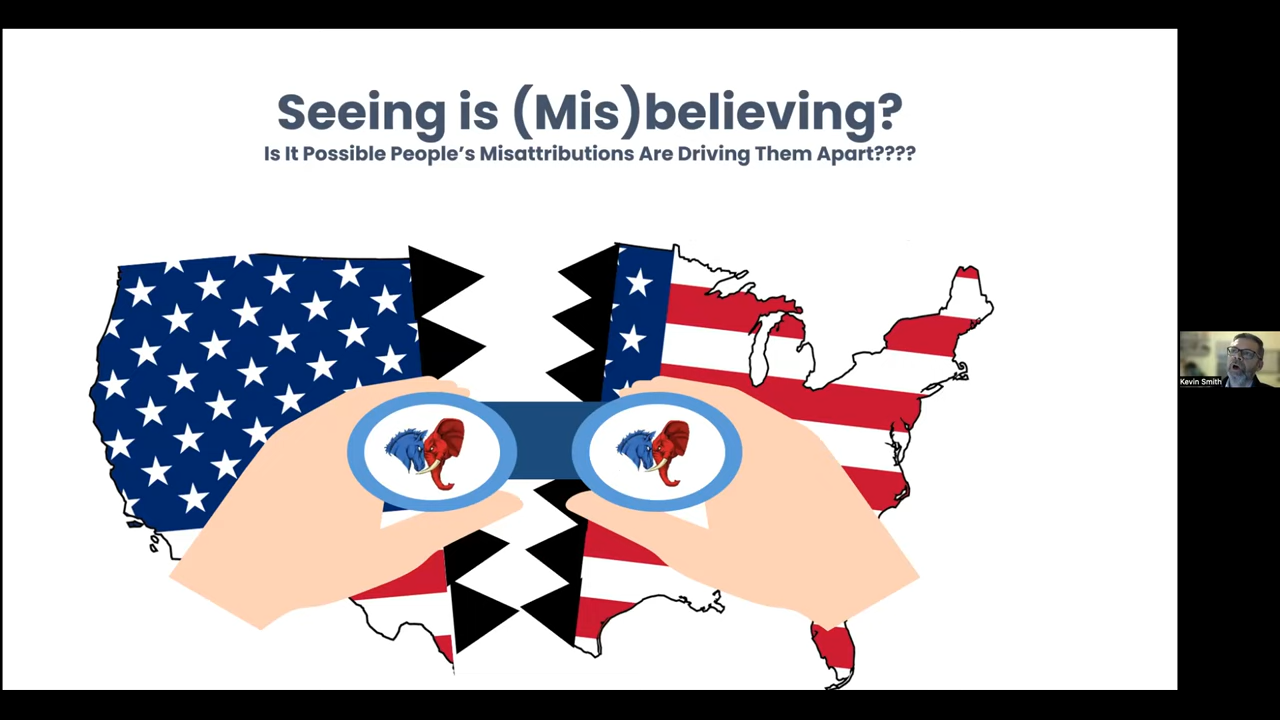 Seeing is (Mis)believing?
Is It Possible People's Misattributions Are Driving Them Apart????
Kevin Smith